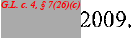 G.L. c. 4, § 7(26)(c) 2009.